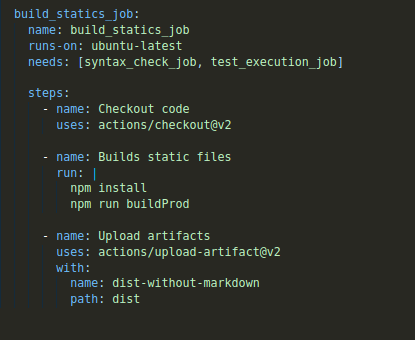 build_statics_job:
name: build_statics_job
runs-on: ubuntu-latest
needs: [syntax_check_job, test_execution_job]
steps:
- name: Checkout code
uses: actions/checkout@v2
- name: Builds static files
run: |
npm install
npm run buildProd
- name: Upload artifacts
uses: actions/upload-artifact@v2
with:
name: dist-without-markdown
path: dist